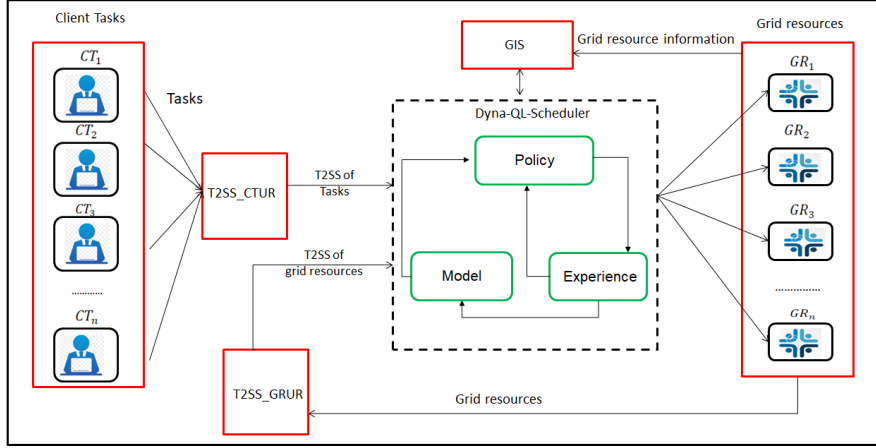 Client Tasks
Grid resources
GIS
Grid resource information
CT₁
GR₁
Tasks
Dyna-QL-Scheduler
CT₂
GR₂
Policy
T2SS_CTUR
T2SS of
Tasks
CT₃
GR₃
T2SS of
grid resources
Model
Experience
............
...............
CTₙ
GRₙ
T2SS_GRUR
Grid resources